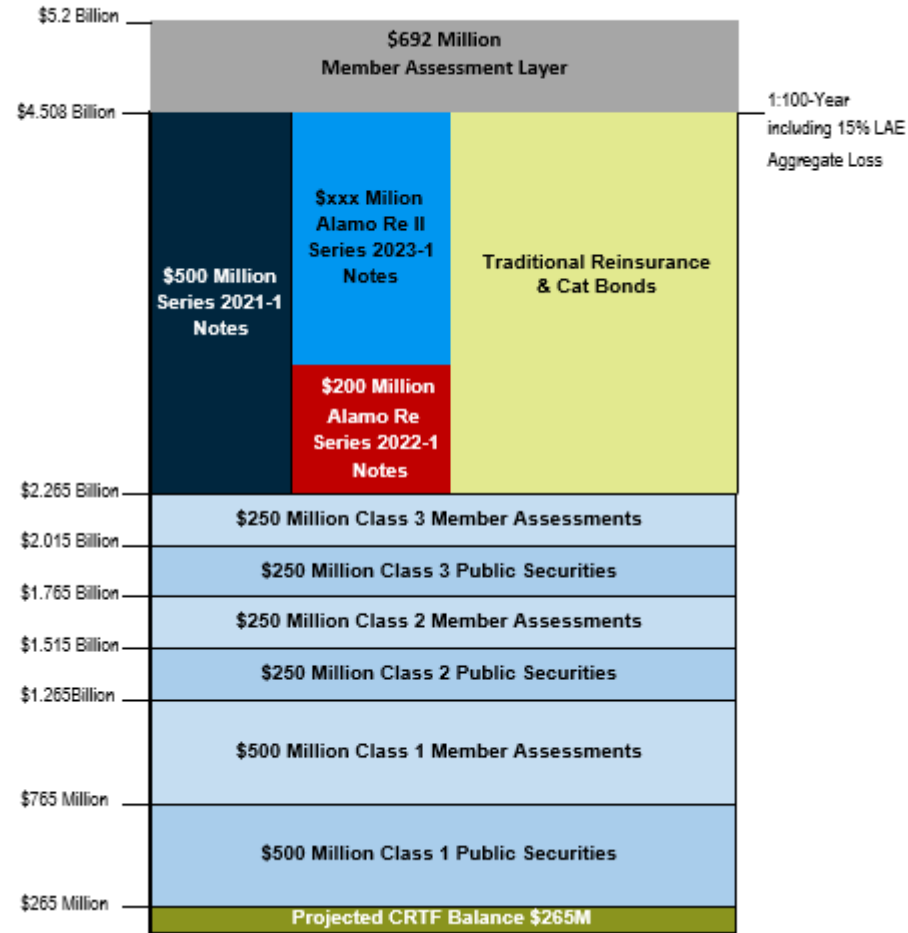 $5.2 Billion
$692 Million
Member Assessment Layer
$4.508 Billion
1:100-Year
including 15% LAE
Aggregate Loss
$500 Million
Series 2021-1
Notes
$xxx Milion
Alamo Re II
Series 2023-1
Notes
Traditional Reinsurance
& Cat Bonds
$200 Million
Alamo Re
Series 2022-1
Notes
$2.265 Billion
$250 Million Class 3 Member Assessments
$2.015 Billion
$250 Million Class 3 Public Securities
$1.765 Billion
$250 Million Class 2 Member Assessments
$1.515 Billion
$250 Million Class 2 Public Securities
$1.265Billion
$500 Million Class 1 Member Assessments
$765 Million
$500 Million Class 1 Public Securities
$265 Million
Projected CRTF Balance $265M